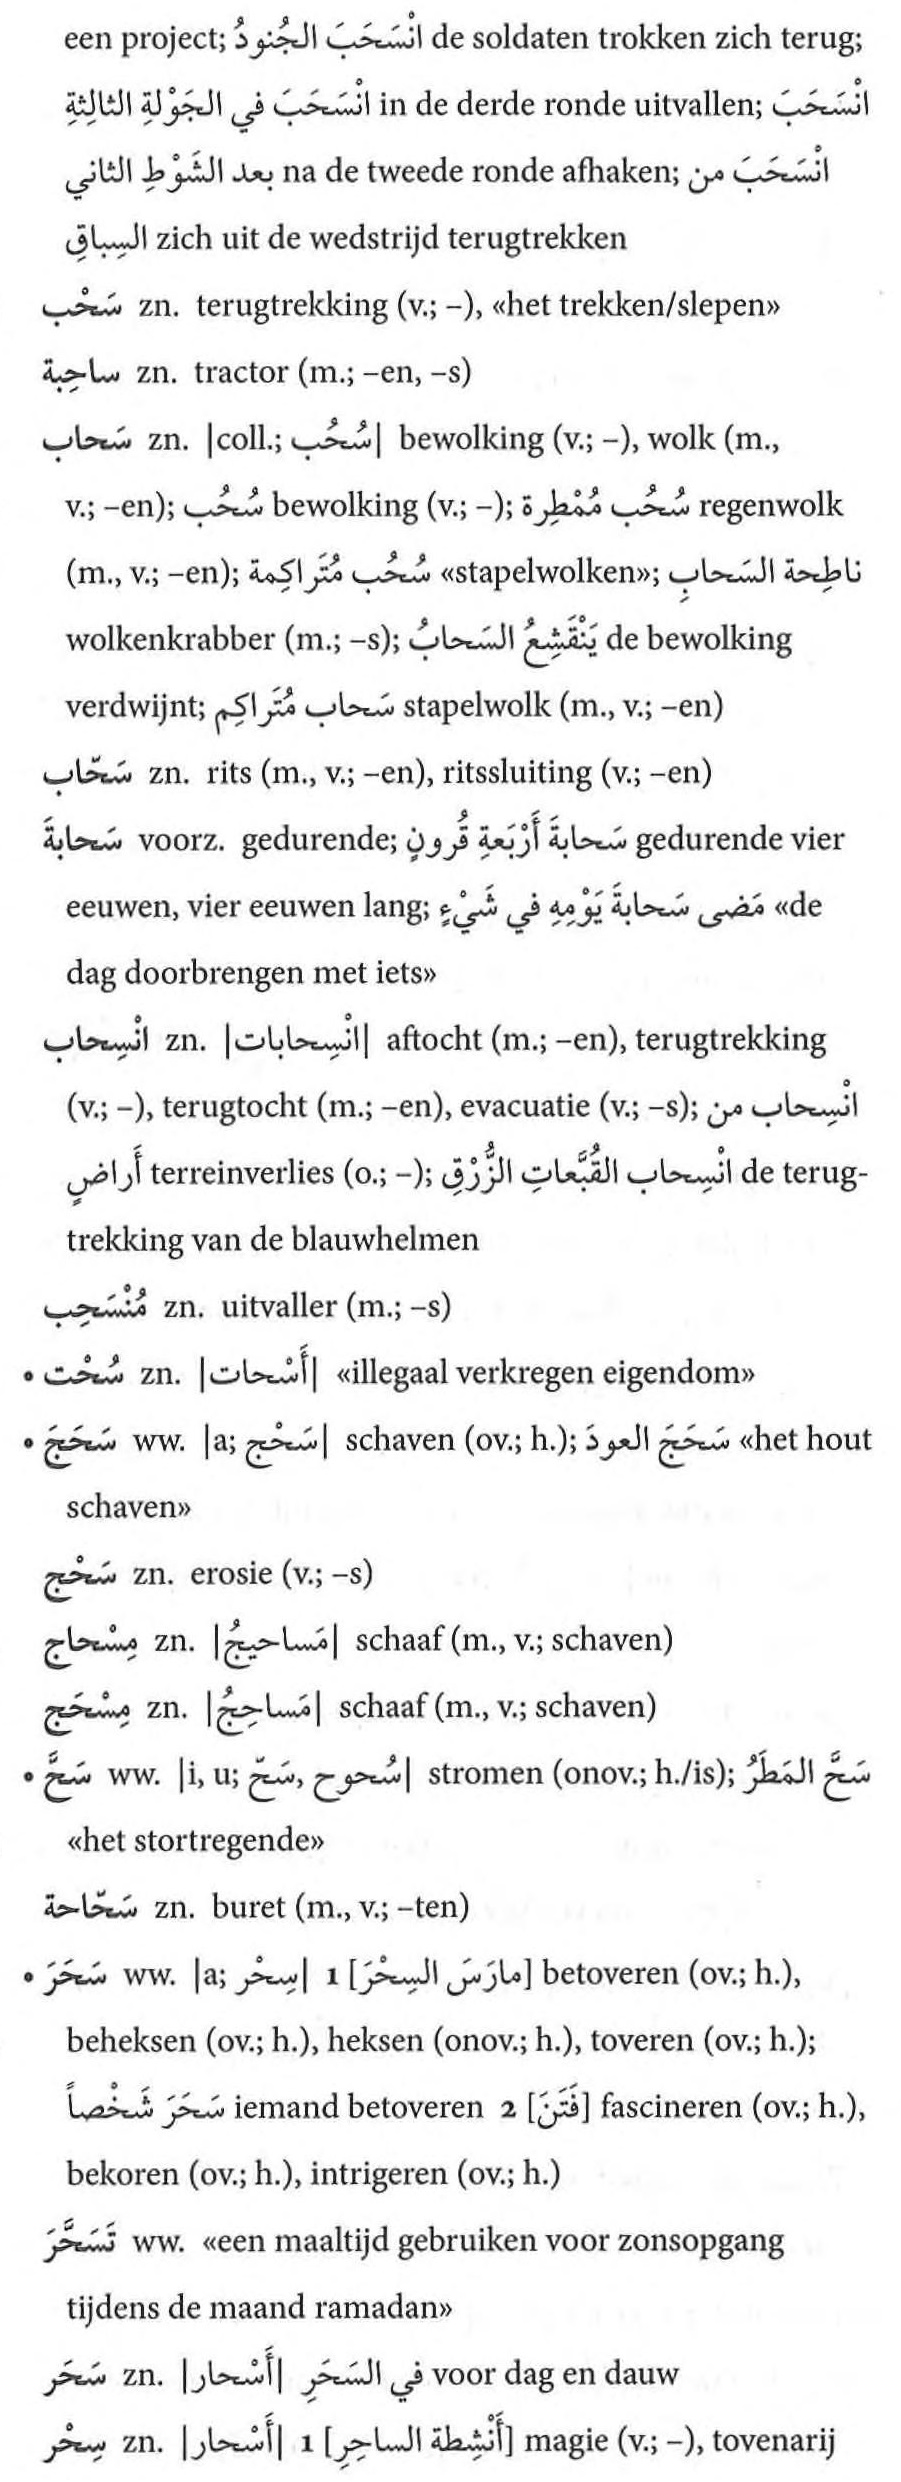 een project; انْسَحَبَ الجُنودُ de soldaten trokken zich terug;
انْسَحَبَ في الجَوْلةِ الثالِثةِ in de derde ronde uitvallen; انْسَحَبَ
بعد الشَوْطِ الثاني na de tweede ronde afhaken; انْسَحَبَ من
السِباقِ zich uit de wedstrijd terugtrekken
سَحْب zn. terugtrekking (v.; –), «het trekken/slepen»
ساحِبة zn. tractor (m.; –en, –s)
سَحاب zn. |coll.; سُحُب| bewolking (v.; –), wolk (m.,
v.; –en); سُحُب bewolking (v.; –); سُحُب مُمْطِرة regenwolk
(m., v.; –en); سُحُب مُتَراكِمة «stapelwolken»; ناطِحة السَحابِ
wolkenkrabber (m.; –s); يَنْقَشِعُ السَحابُ de bewolking
verdwijnt; سَحاب مُتَراكِم stapelwolk (m., v.; –en)
سَحّاب zn. rits (m., v.; –en), ritssluiting (v.; –en)
سَحابةَ voorz. gedurende; سَحابةَ أَرْبَعةِ قُرونٍ gedurende vier
eeuwen, vier eeuwen lang; مَضى سَحابةَ يَوْمِهِ في شَيْءٍ «de
dag doorbrengen met iets»
انْسِحاب zn. |انْسِحابات| aftocht (m.; –en), terugtrekking
(v.; –), terugtocht (m.; –en), evacuatie (v.; –s); انْسِحاب من
أَراضٍ terreinverlies (o.; –); انْسِحاب القُبَّعاتِ الزُّرْقِ de terug-
trekking van de blauwhelmen
مُنْسَحِب zn. uitvaller (m.; –s)
• سُحْت zn. |أَسْحات| «illegaal verkregen eigendom»
• سَحَجَ ww. |a; سَحْج| schaven (ov.; h.); سَحَجَ العودَ «het hout
schaven»
سَحْج zn. erosie (v.; –s)
مِسْحاج zn. |مَساحيجُ| schaaf (m., v.; schaven)
مِسْحَج zn. |مَساحِجُ| schaaf (m., v.; schaven)
• سَحَّ ww. |i, u; سَحّ, سُحوح| stromen (onov.; h./is); سَحَّ المَطَرُ
«het stortregende»
سَحّاحة zn. buret (m., v.; –ten)
• سَحَرَ ww. |a; سِحْر| 1 [مارَسَ السِحْرَ] betoveren (ov.; h.),
beheksen (ov.; h.), heksen (onov.; h.), toveren (ov.; h.);
سَحَرَ شَخْصاً iemand betoveren 2 [فَتَنَ] fascineren (ov.; h.),
bekoren (ov.; h.), intrigeren (ov.; h.)
تَسَحَّرَ ww. «een maaltijd gebruiken voor zonsopgang
tijdens de maand ramadan»
سَحَر zn. |أَسْحار| في السَحَرِ voor dag en dauw
سِحْر zn. |أَسْحار| 1 [أَنْشِطة الساحِرِ] magie (v.; –), tovenarij